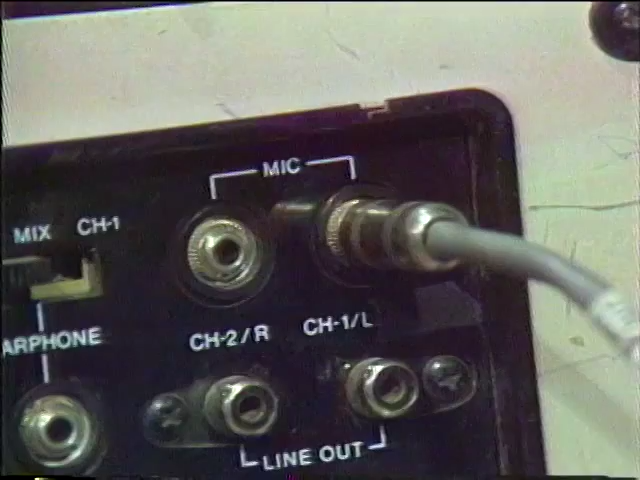 MIC
MIX CH-1
ARPHONE
CH-2/R CH-1/L
LINE OUT